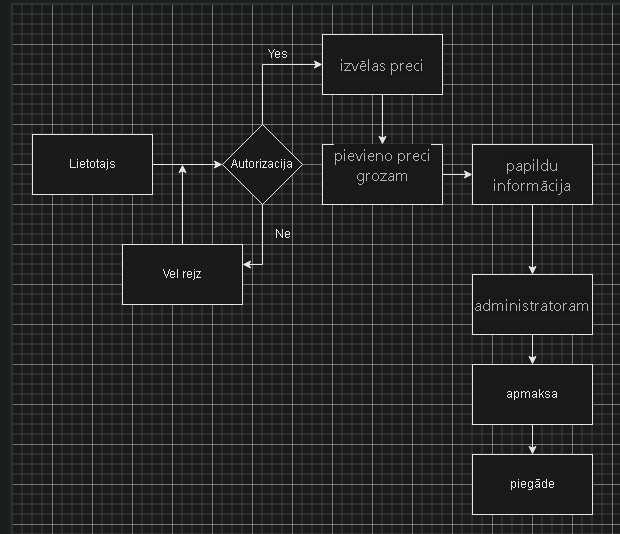 Yes
izvēlas preci
Lietotajs
Autorizacija
pievieno preci
grozam
papildu
informācija
Ne
Vel rejz
administratoram
apmaksa
piegāde